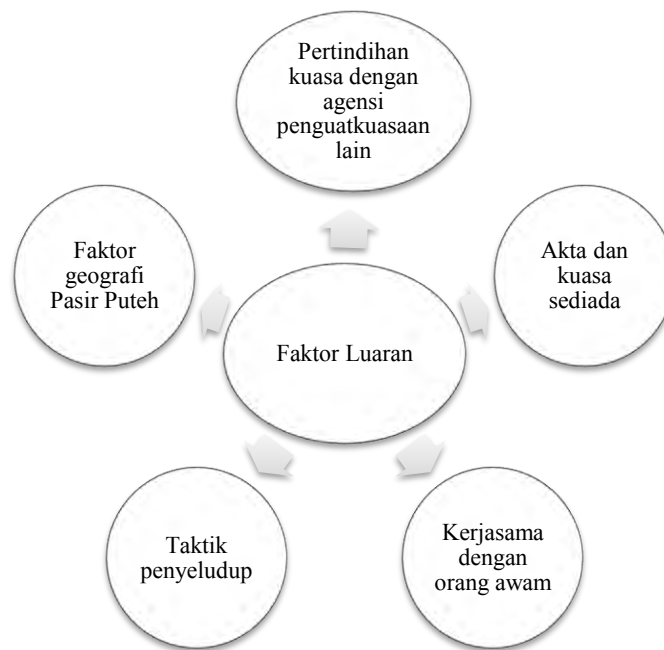 Pertindihan
kuasa dengan
agensi
penguatkuasaan
lain
Faktor
geografi
Pasir Puteh
Akta dan
kuasa
sediada
Faktor Luaran
Taktik
penyeludup
Kerjasama
dengan
orang awam